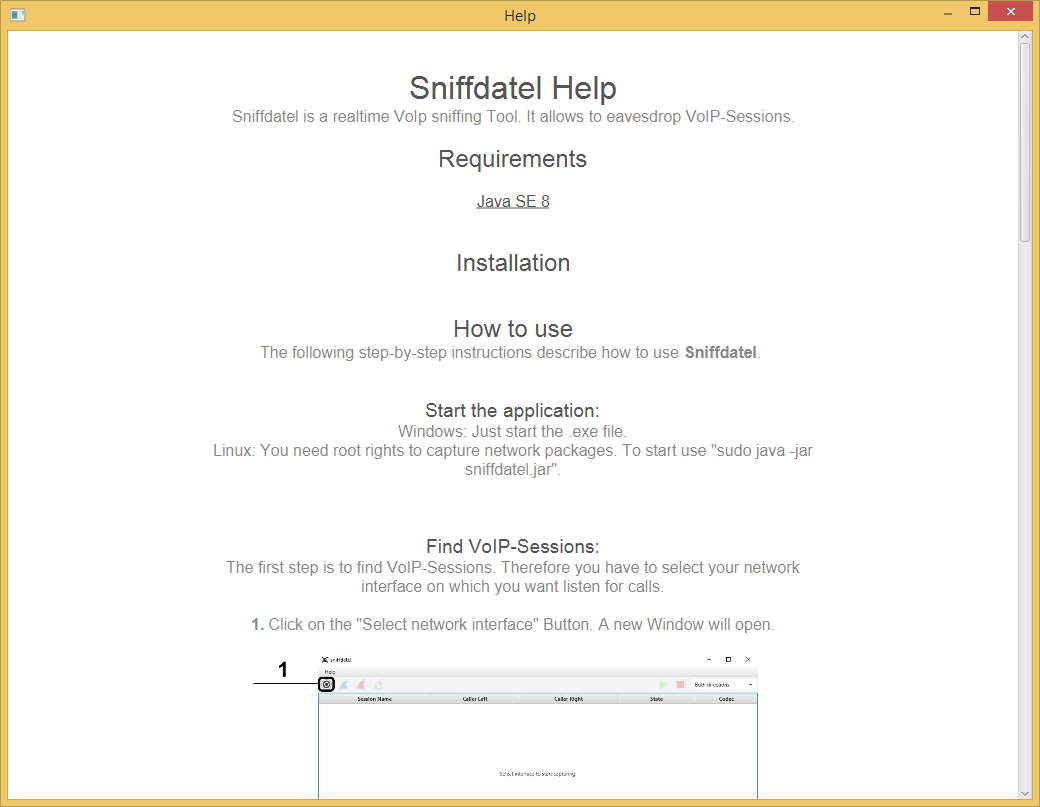 Help
Sniffdatel Help
Sniffdatel is a realtime VoIp sniffing Tool. It allows to eavesdrop VoIP-Sessions.
Requirements
Java SE 8
Installation
How to use
The following step-by-step instructions describe how to use Sniffdatel.
Start the application:
Windows: Just start the .exe file.
Linux: You need root rights to capture network packages. To start use "sudo java -jar
sniffdatel.jar".
Find VoIP-Sessions:
The first step is to find VoIP-Sessions. Therefore you have to select your network
interface on which you want listen for calls.
1. Click on the "Select network interface" Button. A new Window will open.
sniffdatel
1
Help
Both directions
Session Name Caller Left Caller Right State Codec
Select interface to start capturing.